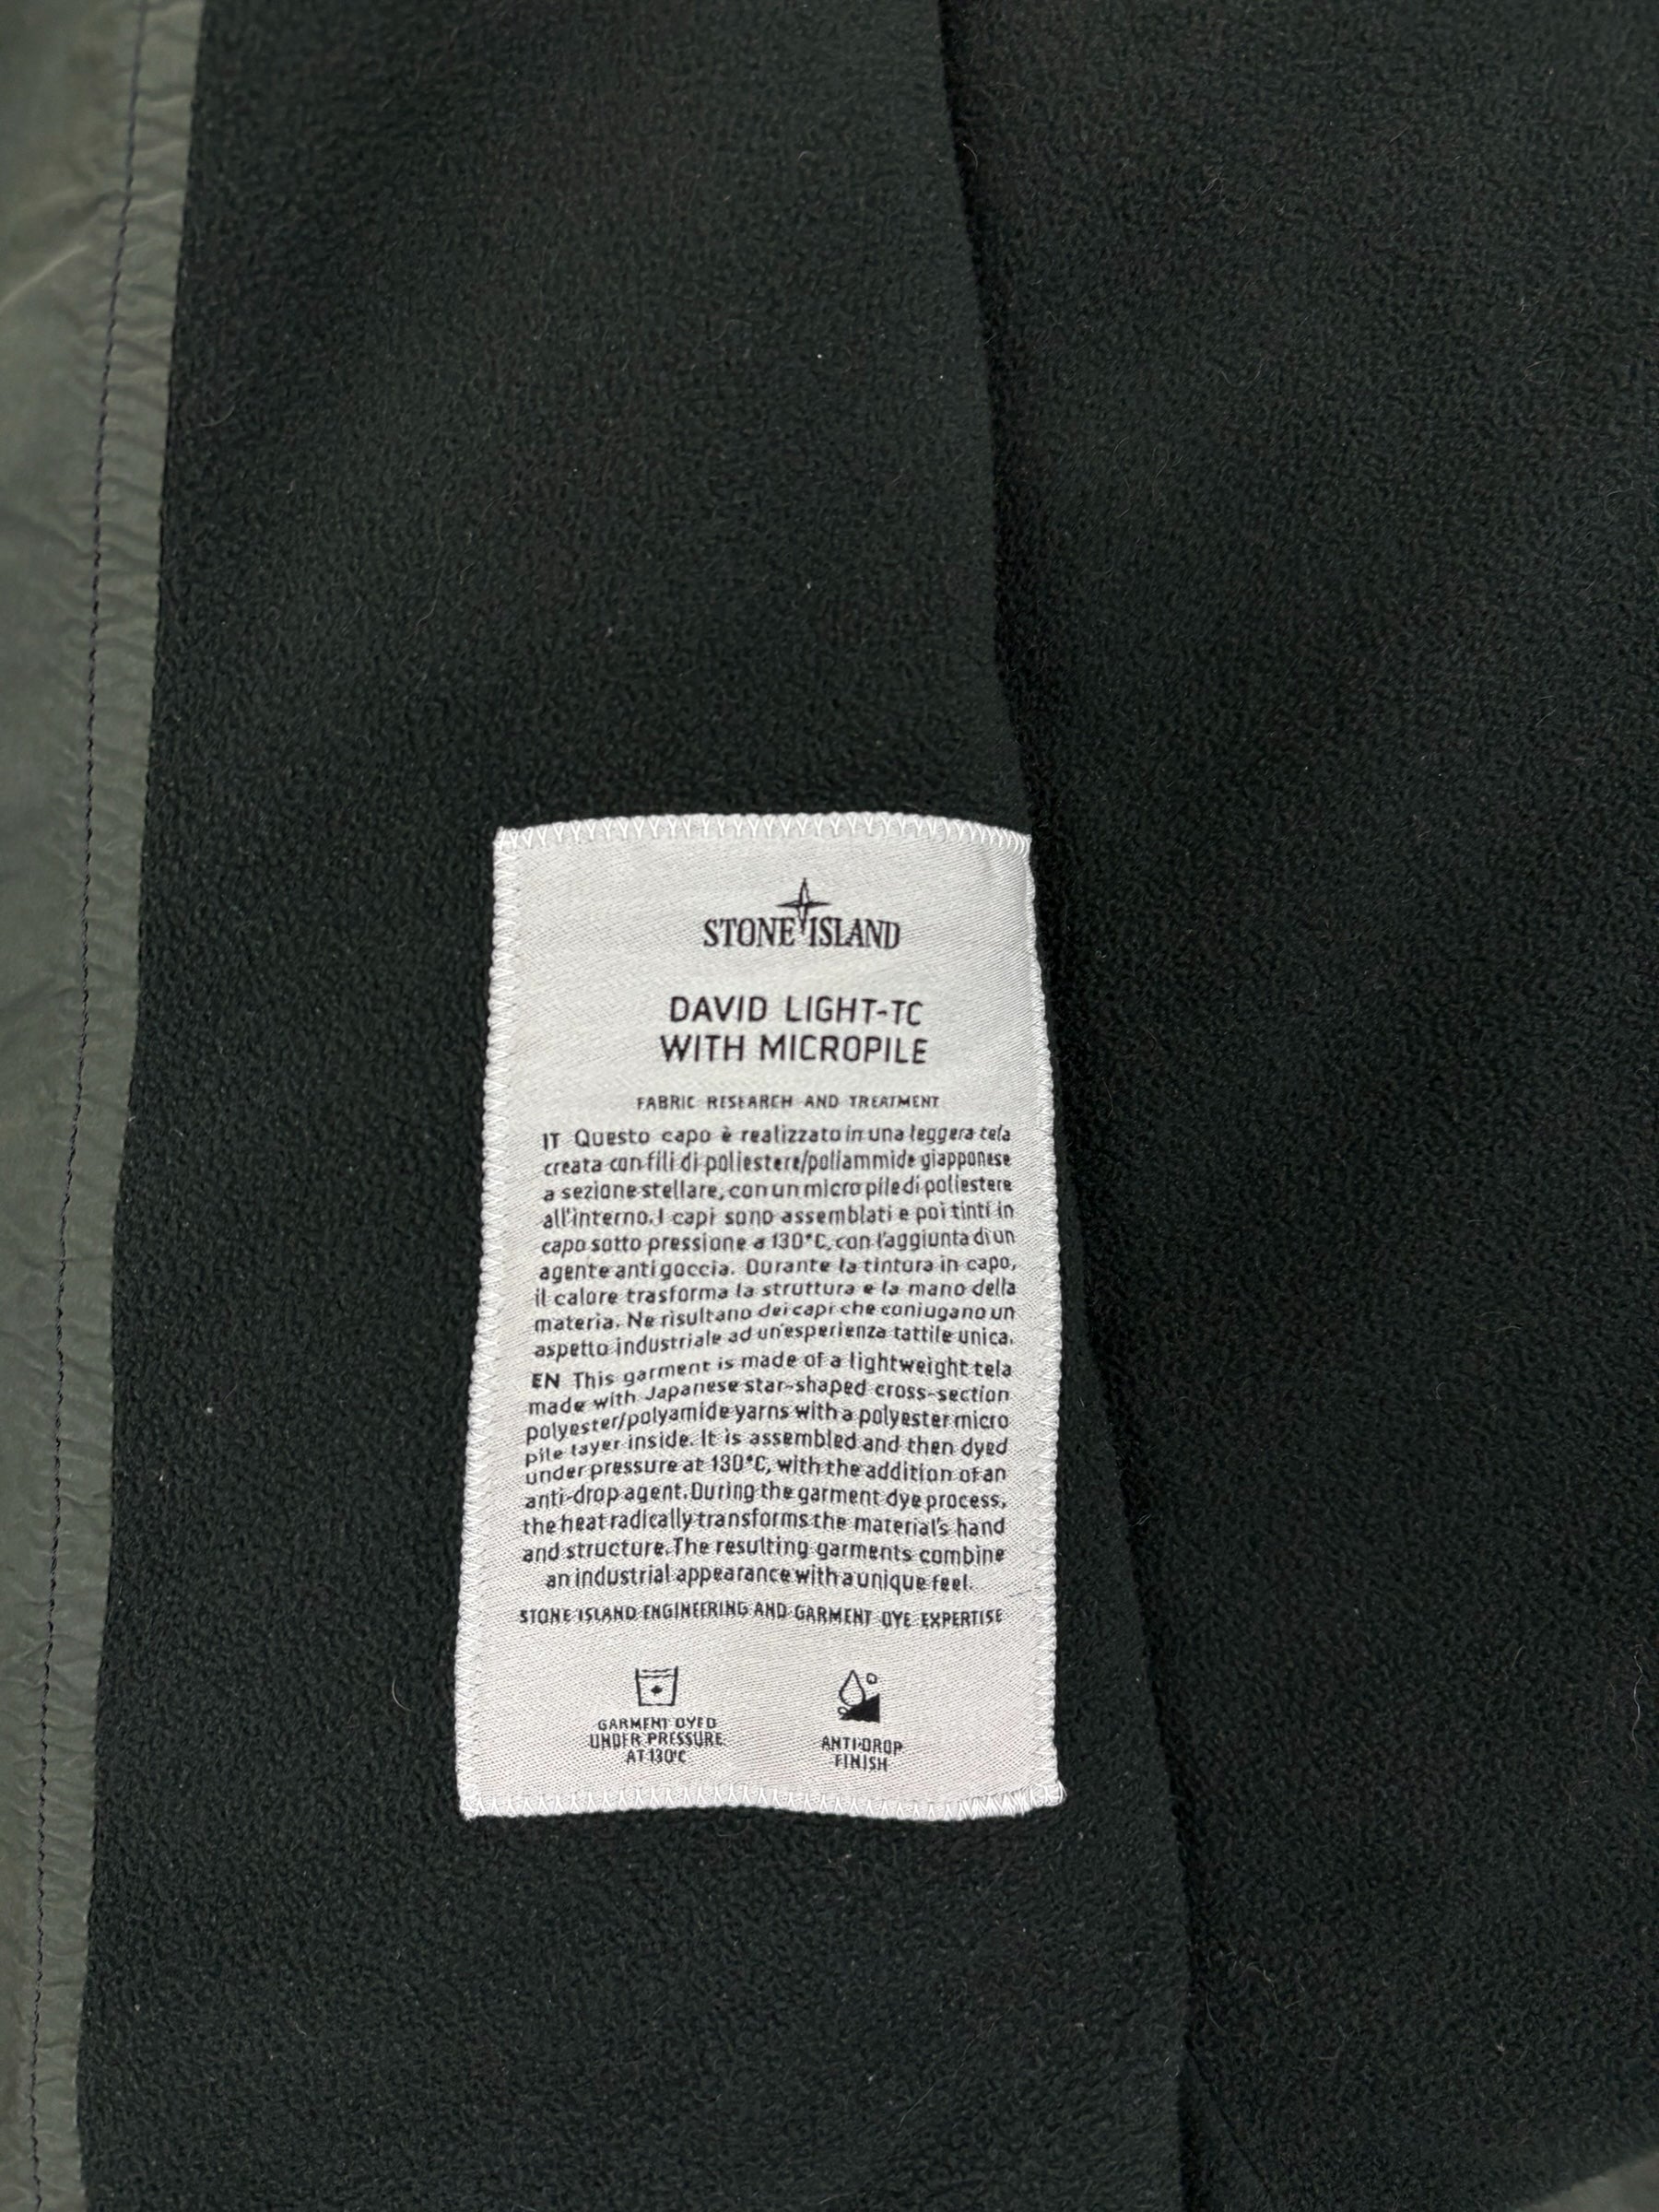 STONE ISLAND
DAVID LIGHT-TC
WITH MICROPILE
FABRIC RESEARCH AND TREATMENT
IT Questo capo è realizzato in una leggera tela
creata con fili di poliestere/poliammide giapponese
a sezione stellare, con un micro pile di poliestere
all'interno. I capi sono assemblati e poi tinti in
capo sotto pressione a 130°C, con l'aggiunta di un
agente anti goccia. Durante la tintura in capo,
il calore trasforma la struttura e la mano della
materia. Ne risultano dei capi che coniugano un
aspetto industriale ad un'esperienza tattile unica.
EN This garment is made of a lightweight tela
made with Japanese star-shaped cross-section
polyester/polyamide yarns with a polyester micro
pile layer inside. It is assembled and then dyed
under pressure at 130°C, with the addition of an
anti-drop agent. During the garment dye process,
the heat radically transforms the material's hand
and structure. The resulting garments combine
an industrial appearance with a unique feel.
STONE ISLAND ENGINEERING AND GARMENT DYE EXPERTISE
GARMENT DYED
UNDER PRESSURE
AT 130°C
ANTI-DROP
FINISH